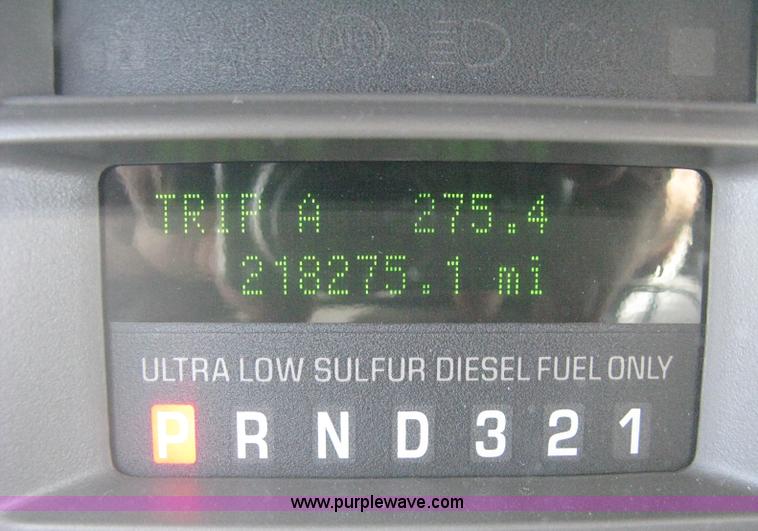 TRIP A 275.4
218275.1 mi
ULTRA LOW SULFUR DIESEL FUEL ONLY
P R N D 3 2 1
www.purplewave.com